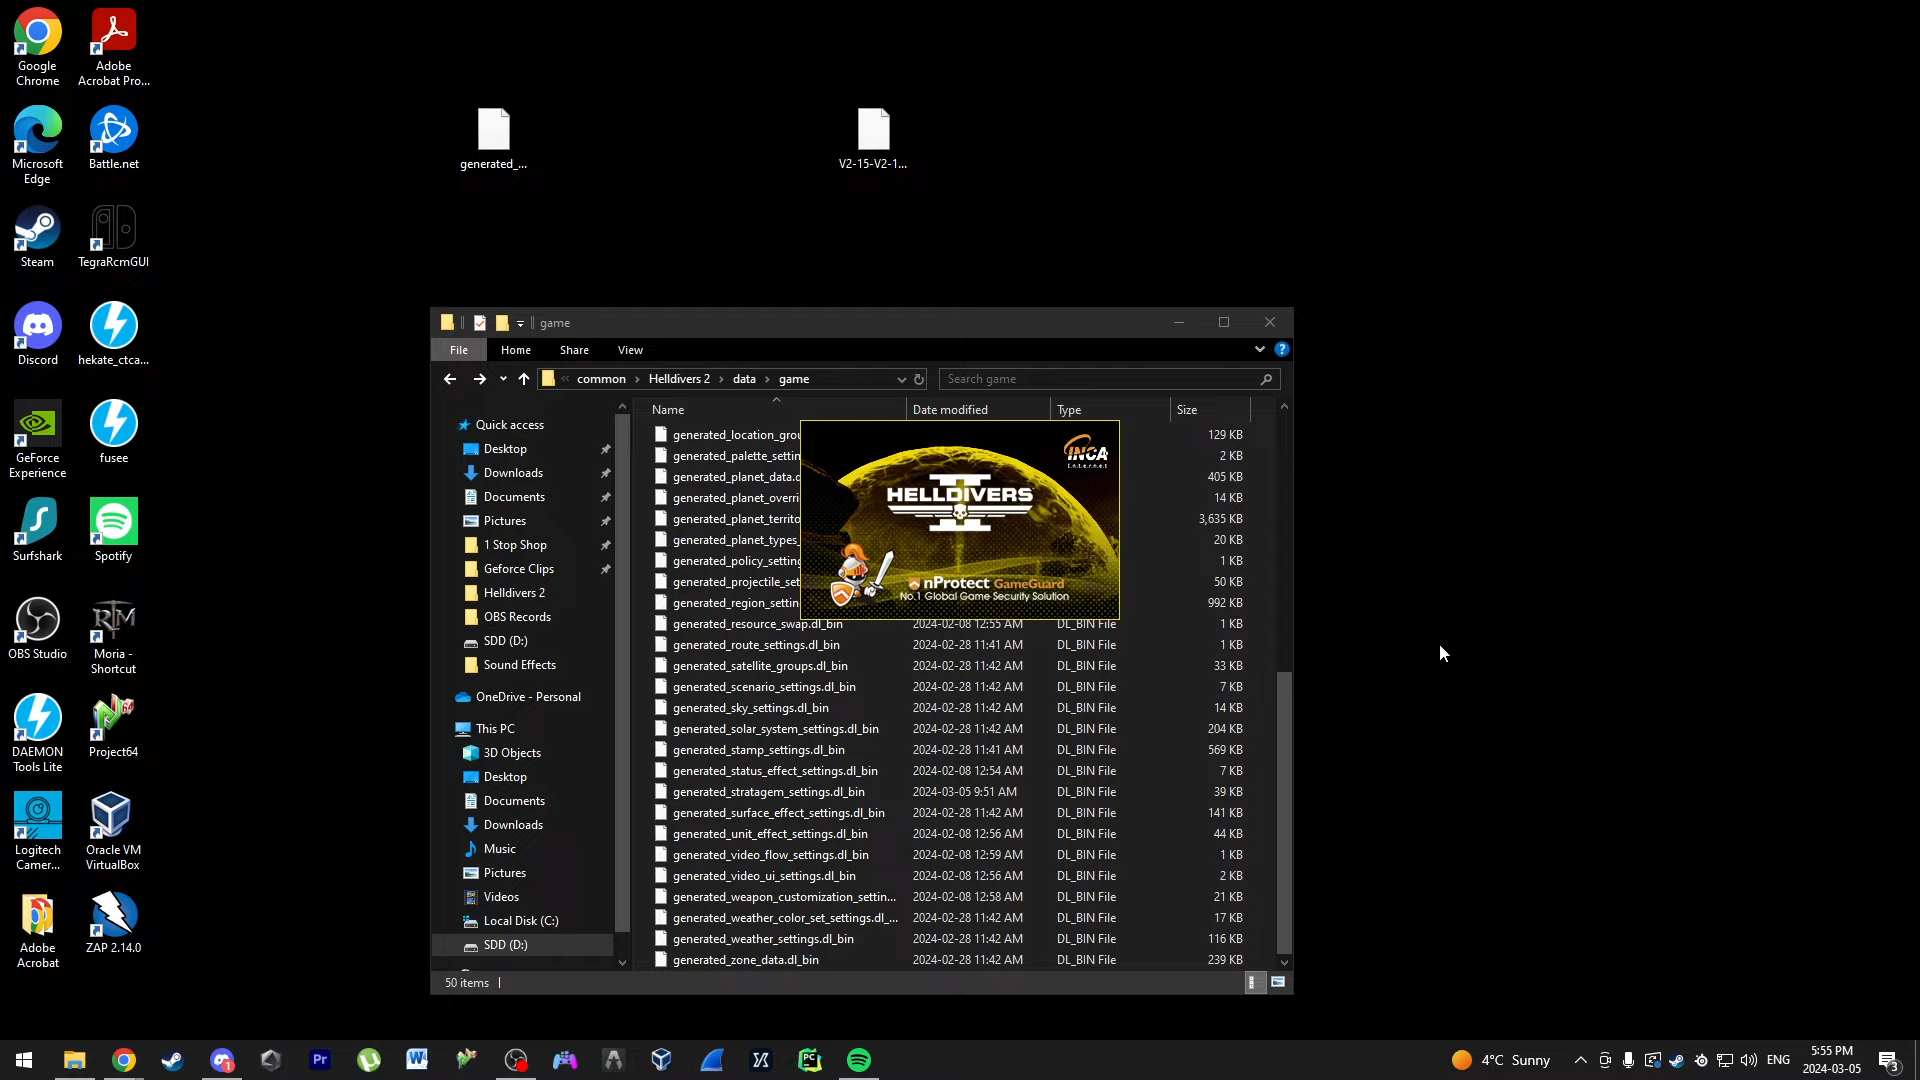 Google
Chrome
Adobe
Acrobat Pro...
Microsoft
Edge
Battle.net
Steam
TegraRcmGUI
Discord
hekate_ctca...
GeForce
Experience
fusee
Surfshark
Spotify
OBS Studio
Moria -
Shortcut
DAEMON
Tools Lite
Project64
Logitech
Camer...
Oracle VM
VirtualBox
Adobe
Acrobat
ZAP 2.14.0
generated_...
V2-15-V2-1...
game
File Home Share View
common > Helldivers 2 > data > game
Search game
Quick access
Desktop
Downloads
Documents
Pictures
1 Stop Shop
Geforce Clips
Helldivers 2
OBS Records
SDD (D:)
Sound Effects
OneDrive - Personal
This PC
3D Objects
Desktop
Documents
Downloads
Music
Pictures
Videos
Local Disk (C:)
SDD (D:)
Name Date modified Type Size
generated_location_grou 129 KB
generated_palette_settin 2 KB
generated_planet_data.d 405 KB
generated_planet_overri 14 KB
generated_planet_territo 3,635 KB
generated_planet_types_ 20 KB
generated_policy_setting 1 KB
generated_projectile_set 50 KB
generated_region_settin 992 KB
generated_resource_swap.dl_bin 2024-02-08 12:55 AM DL_BIN File 1 KB
generated_route_settings.dl_bin 2024-02-28 11:41 AM DL_BIN File 1 KB
generated_satellite_groups.dl_bin 2024-02-28 11:42 AM DL_BIN File 33 KB
generated_scenario_settings.dl_bin 2024-02-28 11:42 AM DL_BIN File 7 KB
generated_sky_settings.dl_bin 2024-02-28 11:42 AM DL_BIN File 14 KB
generated_solar_system_settings.dl_bin 2024-02-28 11:42 AM DL_BIN File 204 KB
generated_stamp_settings.dl_bin 2024-02-28 11:41 AM DL_BIN File 569 KB
generated_status_effect_settings.dl_bin 2024-02-08 12:54 AM DL_BIN File 7 KB
generated_stratagem_settings.dl_bin 2024-03-05 9:51 AM DL_BIN File 39 KB
generated_surface_effect_settings.dl_bin 2024-02-28 11:42 AM DL_BIN File 141 KB
generated_unit_effect_settings.dl_bin 2024-02-08 12:56 AM DL_BIN File 44 KB
generated_video_flow_settings.dl_bin 2024-02-08 12:59 AM DL_BIN File 1 KB
generated_video_ui_settings.dl_bin 2024-02-08 12:56 AM DL_BIN File 2 KB
generated_weapon_customization_settin... 2024-02-08 12:58 AM DL_BIN File 21 KB
generated_weather_color_set_settings.dl_... 2024-02-28 11:42 AM DL_BIN File 17 KB
generated_weather_settings.dl_bin 2024-02-28 11:42 AM DL_BIN File 116 KB
generated_zone_data.dl_bin 2024-02-28 11:42 AM DL_BIN File 239 KB
INCA
Internet
HELLDIVERS
II
nProtect GameGuard
No.1 Global Game Security Solution
50 items
4°C Sunny
ENG
5:55 PM
2024-03-05
3